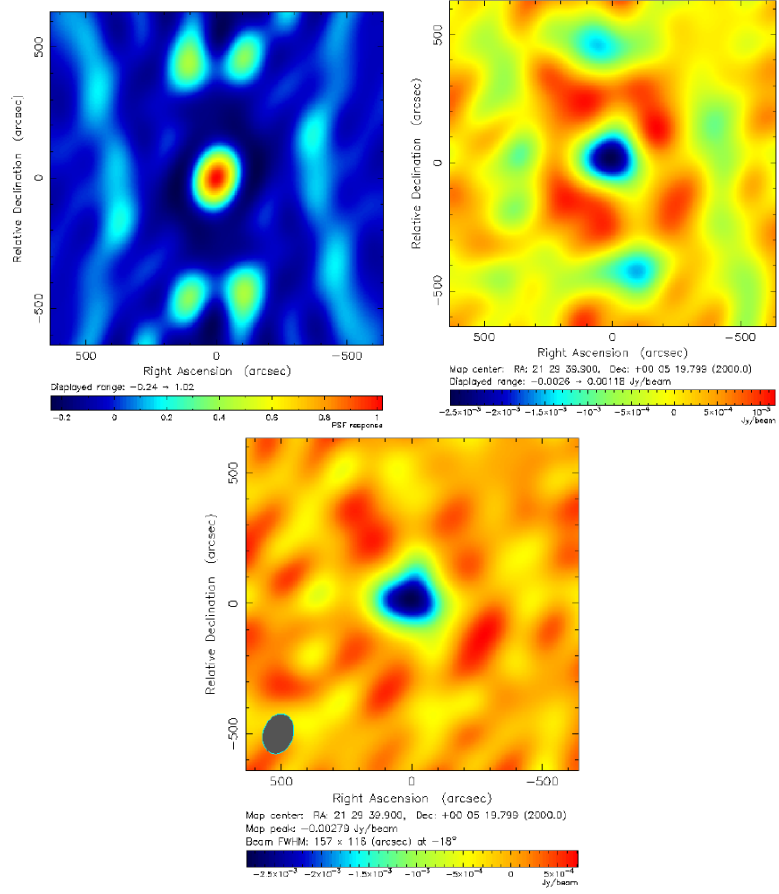 500
0
−500
Relative Declination (arcsec)
500 0 −500
Right Ascension (arcsec)
Displayed range: −0.24 → 1.02
−0.2 0 0.2 0.4 0.6 0.8 1
PSF response
500
0
−500
Relative Declination (arcsec)
500 0 −500
Right Ascension (arcsec)
Map center: RA: 21 29 39.900, Dec: +00 05 19.799 (2000.0)
Displayed range: −0.0026 → 0.00118 Jy/beam
−2.5×10⁻³ −2×10⁻³ −1.5×10⁻³ −10⁻³ −5×10⁻⁴ 0 5×10⁻⁴ 10⁻³
Jy/beam
500
0
−500
Relative Declination (arcsec)
500 0 −500
Right Ascension (arcsec)
Map center: RA: 21 29 39.900, Dec: +00 05 19.799 (2000.0)
Map peak: −0.00279 Jy/beam
Beam FWHM: 157 x 116 (arcsec) at −18°
−2.5×10⁻³ −2×10⁻³ −1.5×10⁻³ −10⁻³ −5×10⁻⁴ 0 5×10⁻⁴
Jy/beam